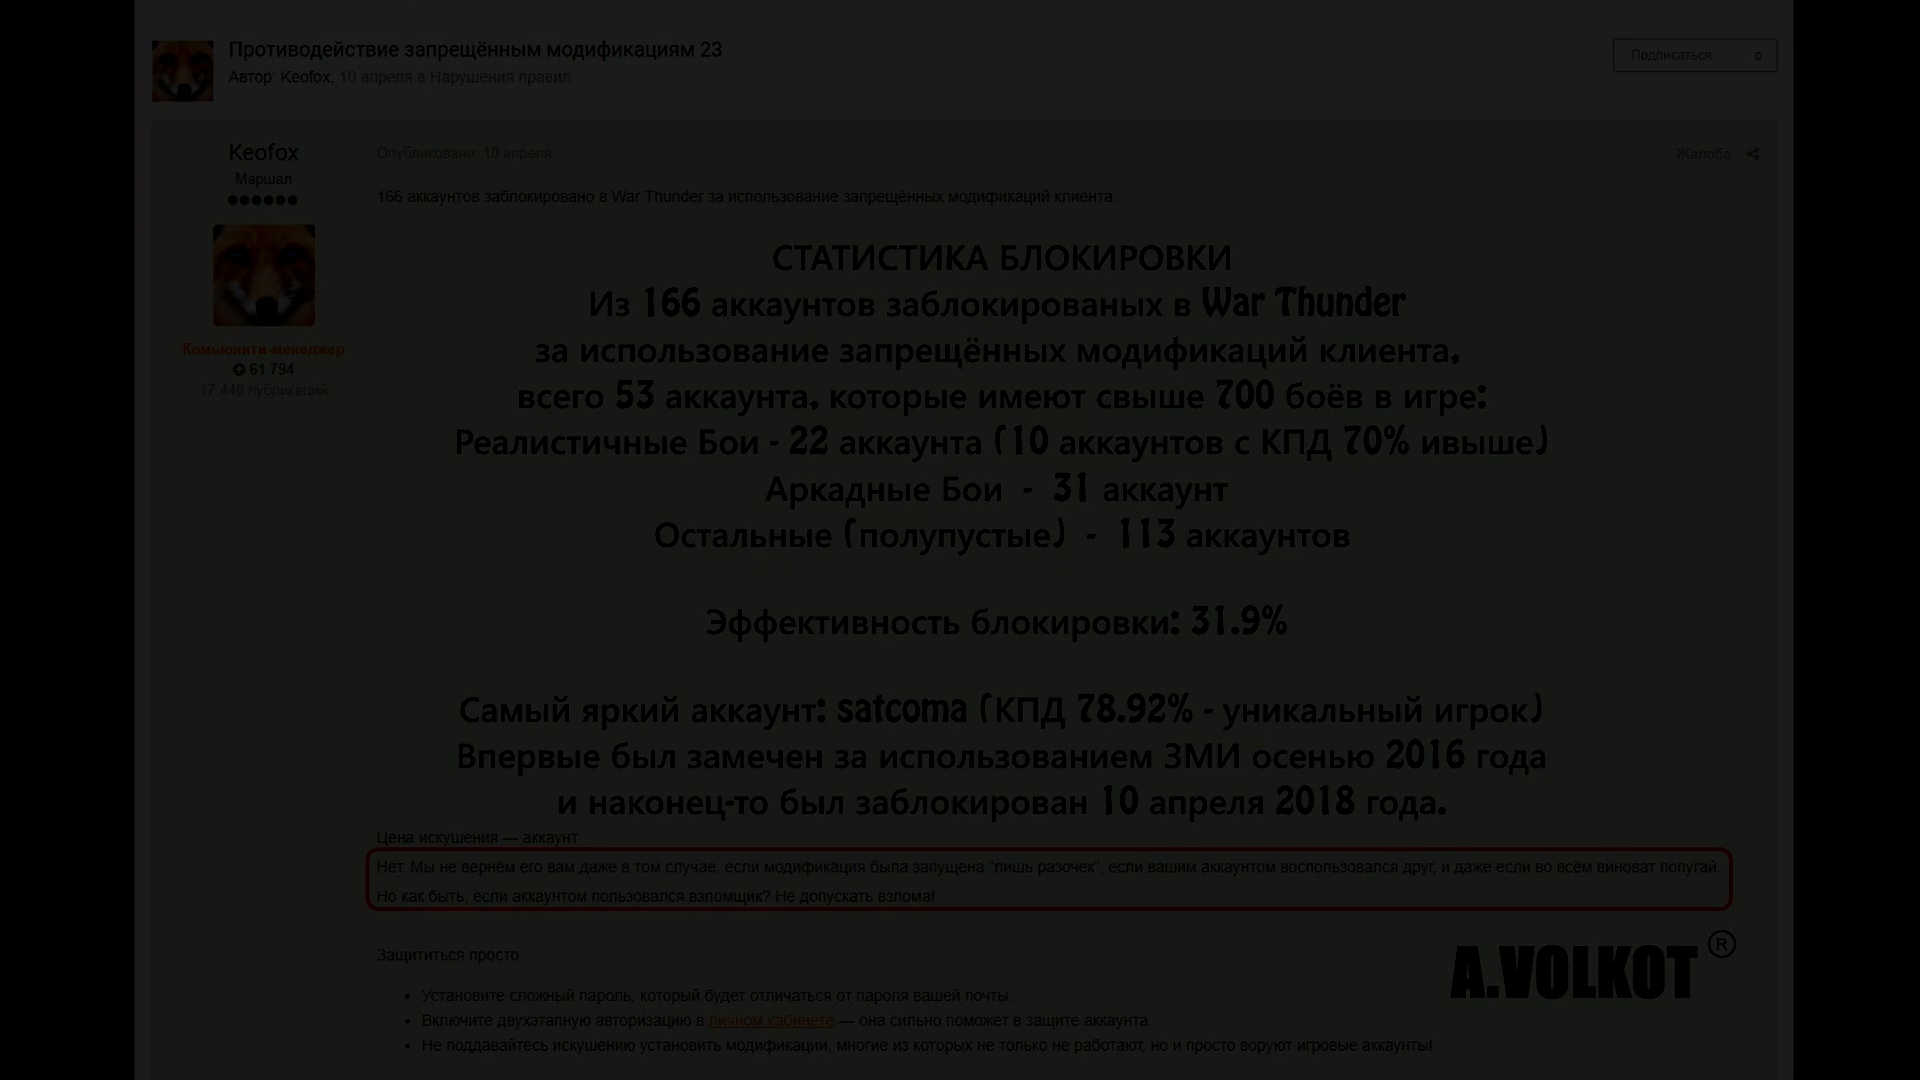 Противодействие запрещённым модификациям 23
Автор: Keofox, 10 апреля в Нарушения правил
Подписаться 0
Keofox
Маршал
Комьюнити-менеджер
61 794
17 448 публикаций
Опубликовано: 10 апреля
Жалоба
166 аккаунтов заблокировано в War Thunder за использование запрещённых модификаций клиента.
СТАТИСТИКА БЛОКИРОВКИ
Из 166 аккаунтов заблокированых в War Thunder
за использование запрещённых модификаций клиента,
всего 53 аккаунта, которые имеют свыше 700 боёв в игре:
Реалистичные Бои - 22 аккаунта (10 аккаунтов с КПД 70% ивыше)
Аркадные Бои - 31 аккаунт
Остальные (полупустые) - 113 аккаунтов
Эффективность блокировки: 31.9%
Самый яркий аккаунт: satcoma (КПД 78.92% - уникальный игрок)
Впервые был замечен за использованием ЗМИ осенью 2016 года
и наконец-то был заблокирован 10 апреля 2018 года.
Цена искушения — аккаунт
Нет. Мы не вернём его вам даже в том случае, если модификация была запущена "лишь разочек", если вашим аккаунтом воспользовался друг, и даже если во всём виноват попугай.
Но как быть, если аккаунтом пользовался взломщик? Не допускать взлома!
Защититься просто
• Установите сложный пароль, который будет отличаться от пароля вашей почты.
• Включите двухэтапную авторизацию в личном кабинете — она сильно поможет в защите аккаунта.
• Не поддавайтесь искушению установить модификации, многие из которых не только не работают, но и просто воруют игровые аккаунты!
A.VOLKOT ®